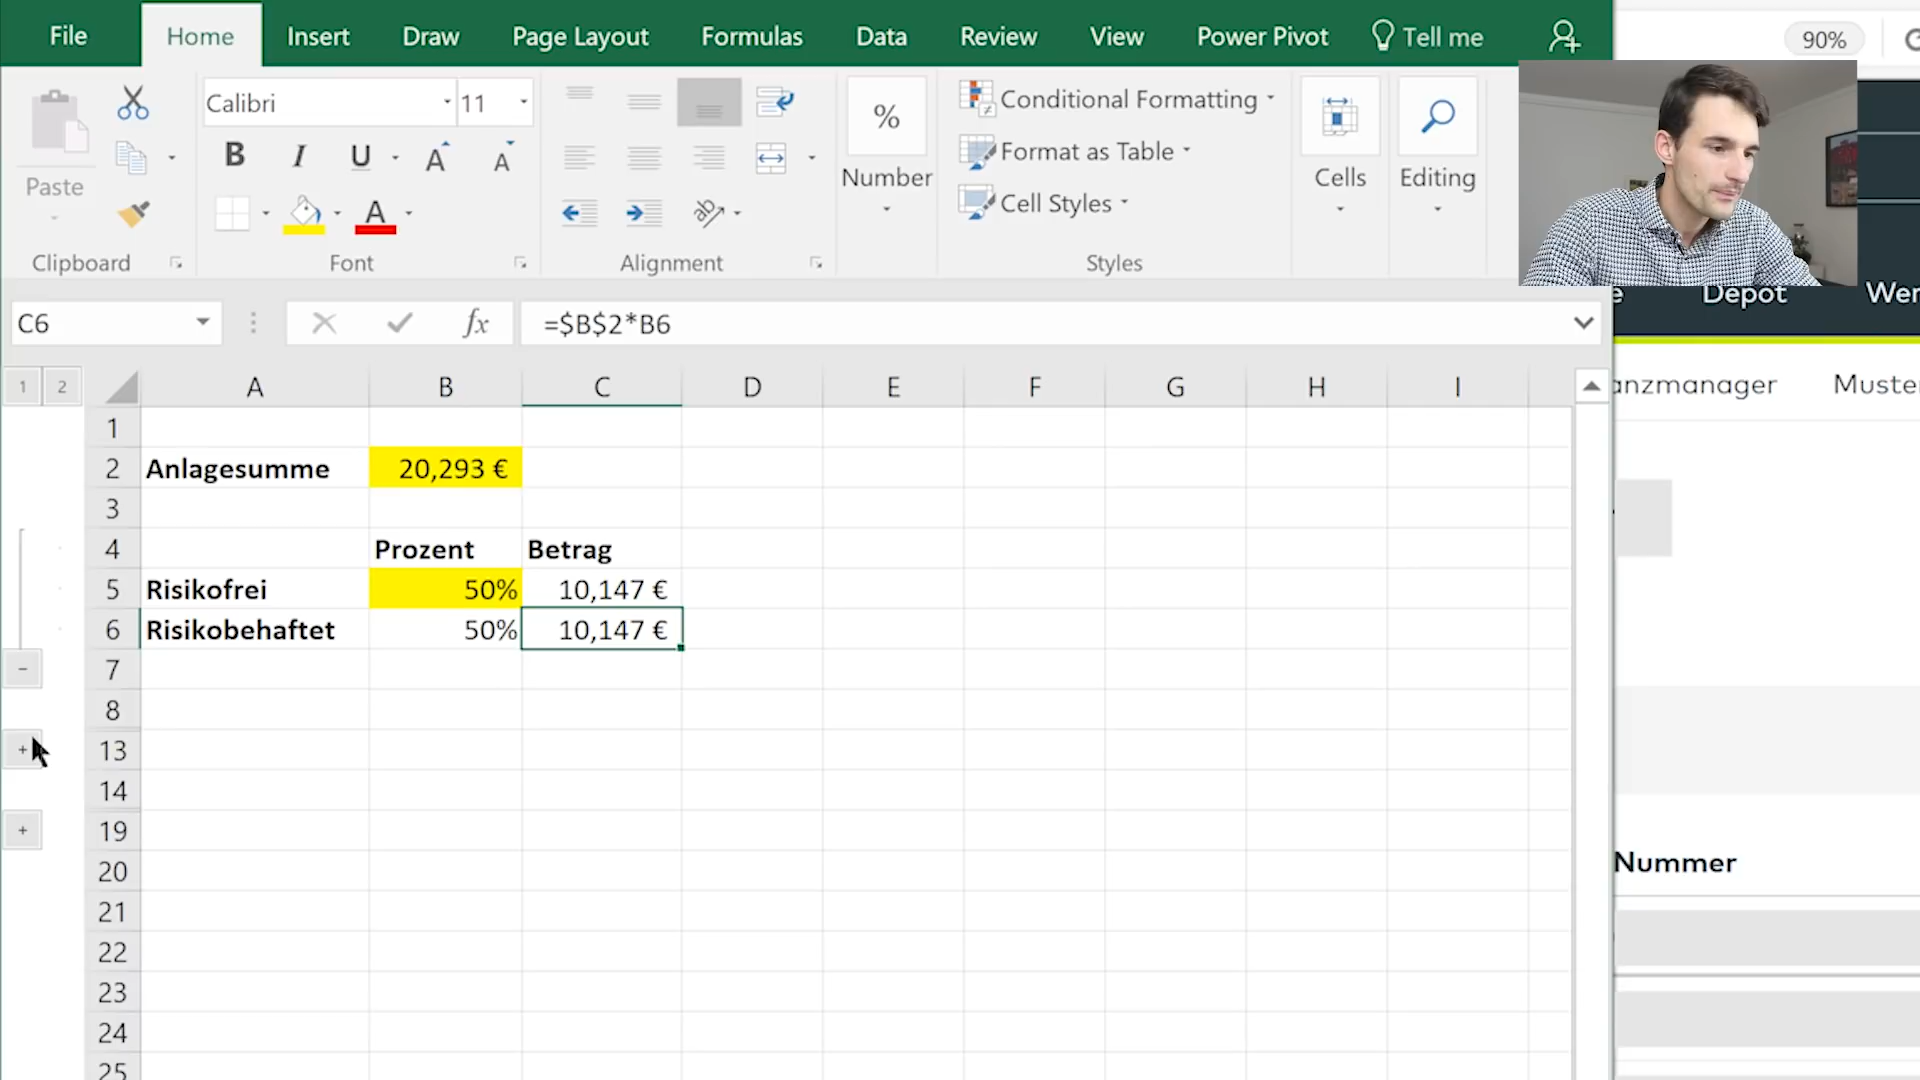 File Home Insert Draw Page Layout Formulas Data Review View Power Pivot Tell me
90%
Calibri 11
% Conditional Formatting
B I U A A Format as Table
Paste Number Cells Editing
A Cell Styles
Clipboard Font Alignment Styles
Depot
C6 fx =$B$2*B6
1 2 A B C D E F G H I
1
2 Anlagesumme 20,293 €
3
4 Prozent Betrag
5 Risikofrei 50% 10,147 €
6 Risikobehaftet 50% 10,147 €
- 7
8
+ 13
14
+ 19
20
21
22
23
24
25
Nummer